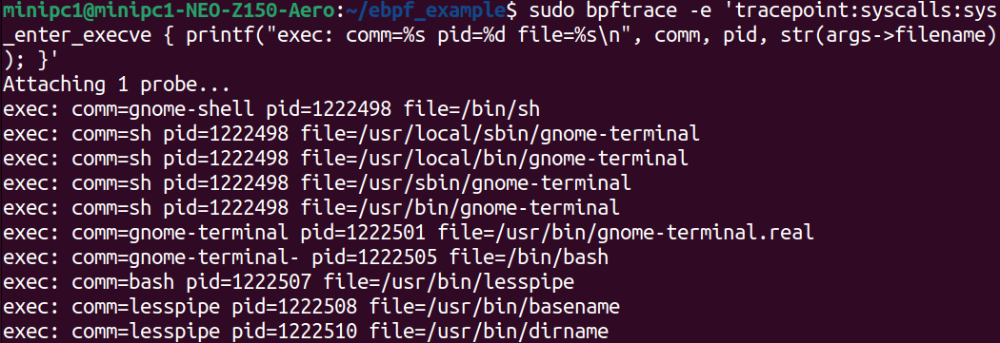 minipc1@minipc1-NEO-Z150-Aero:~/ebpf_example$ sudo bpftrace -e 'tracepoint:syscalls:sys
_enter_execve { printf("exec: comm=%s pid=%d file=%s\n", comm, pid, str(args->filename)
); }'
Attaching 1 probe...
exec: comm=gnome-shell pid=1222498 file=/bin/sh
exec: comm=sh pid=1222498 file=/usr/local/sbin/gnome-terminal
exec: comm=sh pid=1222498 file=/usr/local/bin/gnome-terminal
exec: comm=sh pid=1222498 file=/usr/sbin/gnome-terminal
exec: comm=sh pid=1222498 file=/usr/bin/gnome-terminal
exec: comm=gnome-terminal pid=1222501 file=/usr/bin/gnome-terminal.real
exec: comm=gnome-terminal- pid=1222505 file=/bin/bash
exec: comm=bash pid=1222507 file=/usr/bin/lesspipe
exec: comm=lesspipe pid=1222508 file=/usr/bin/basename
exec: comm=lesspipe pid=1222510 file=/usr/bin/dirname